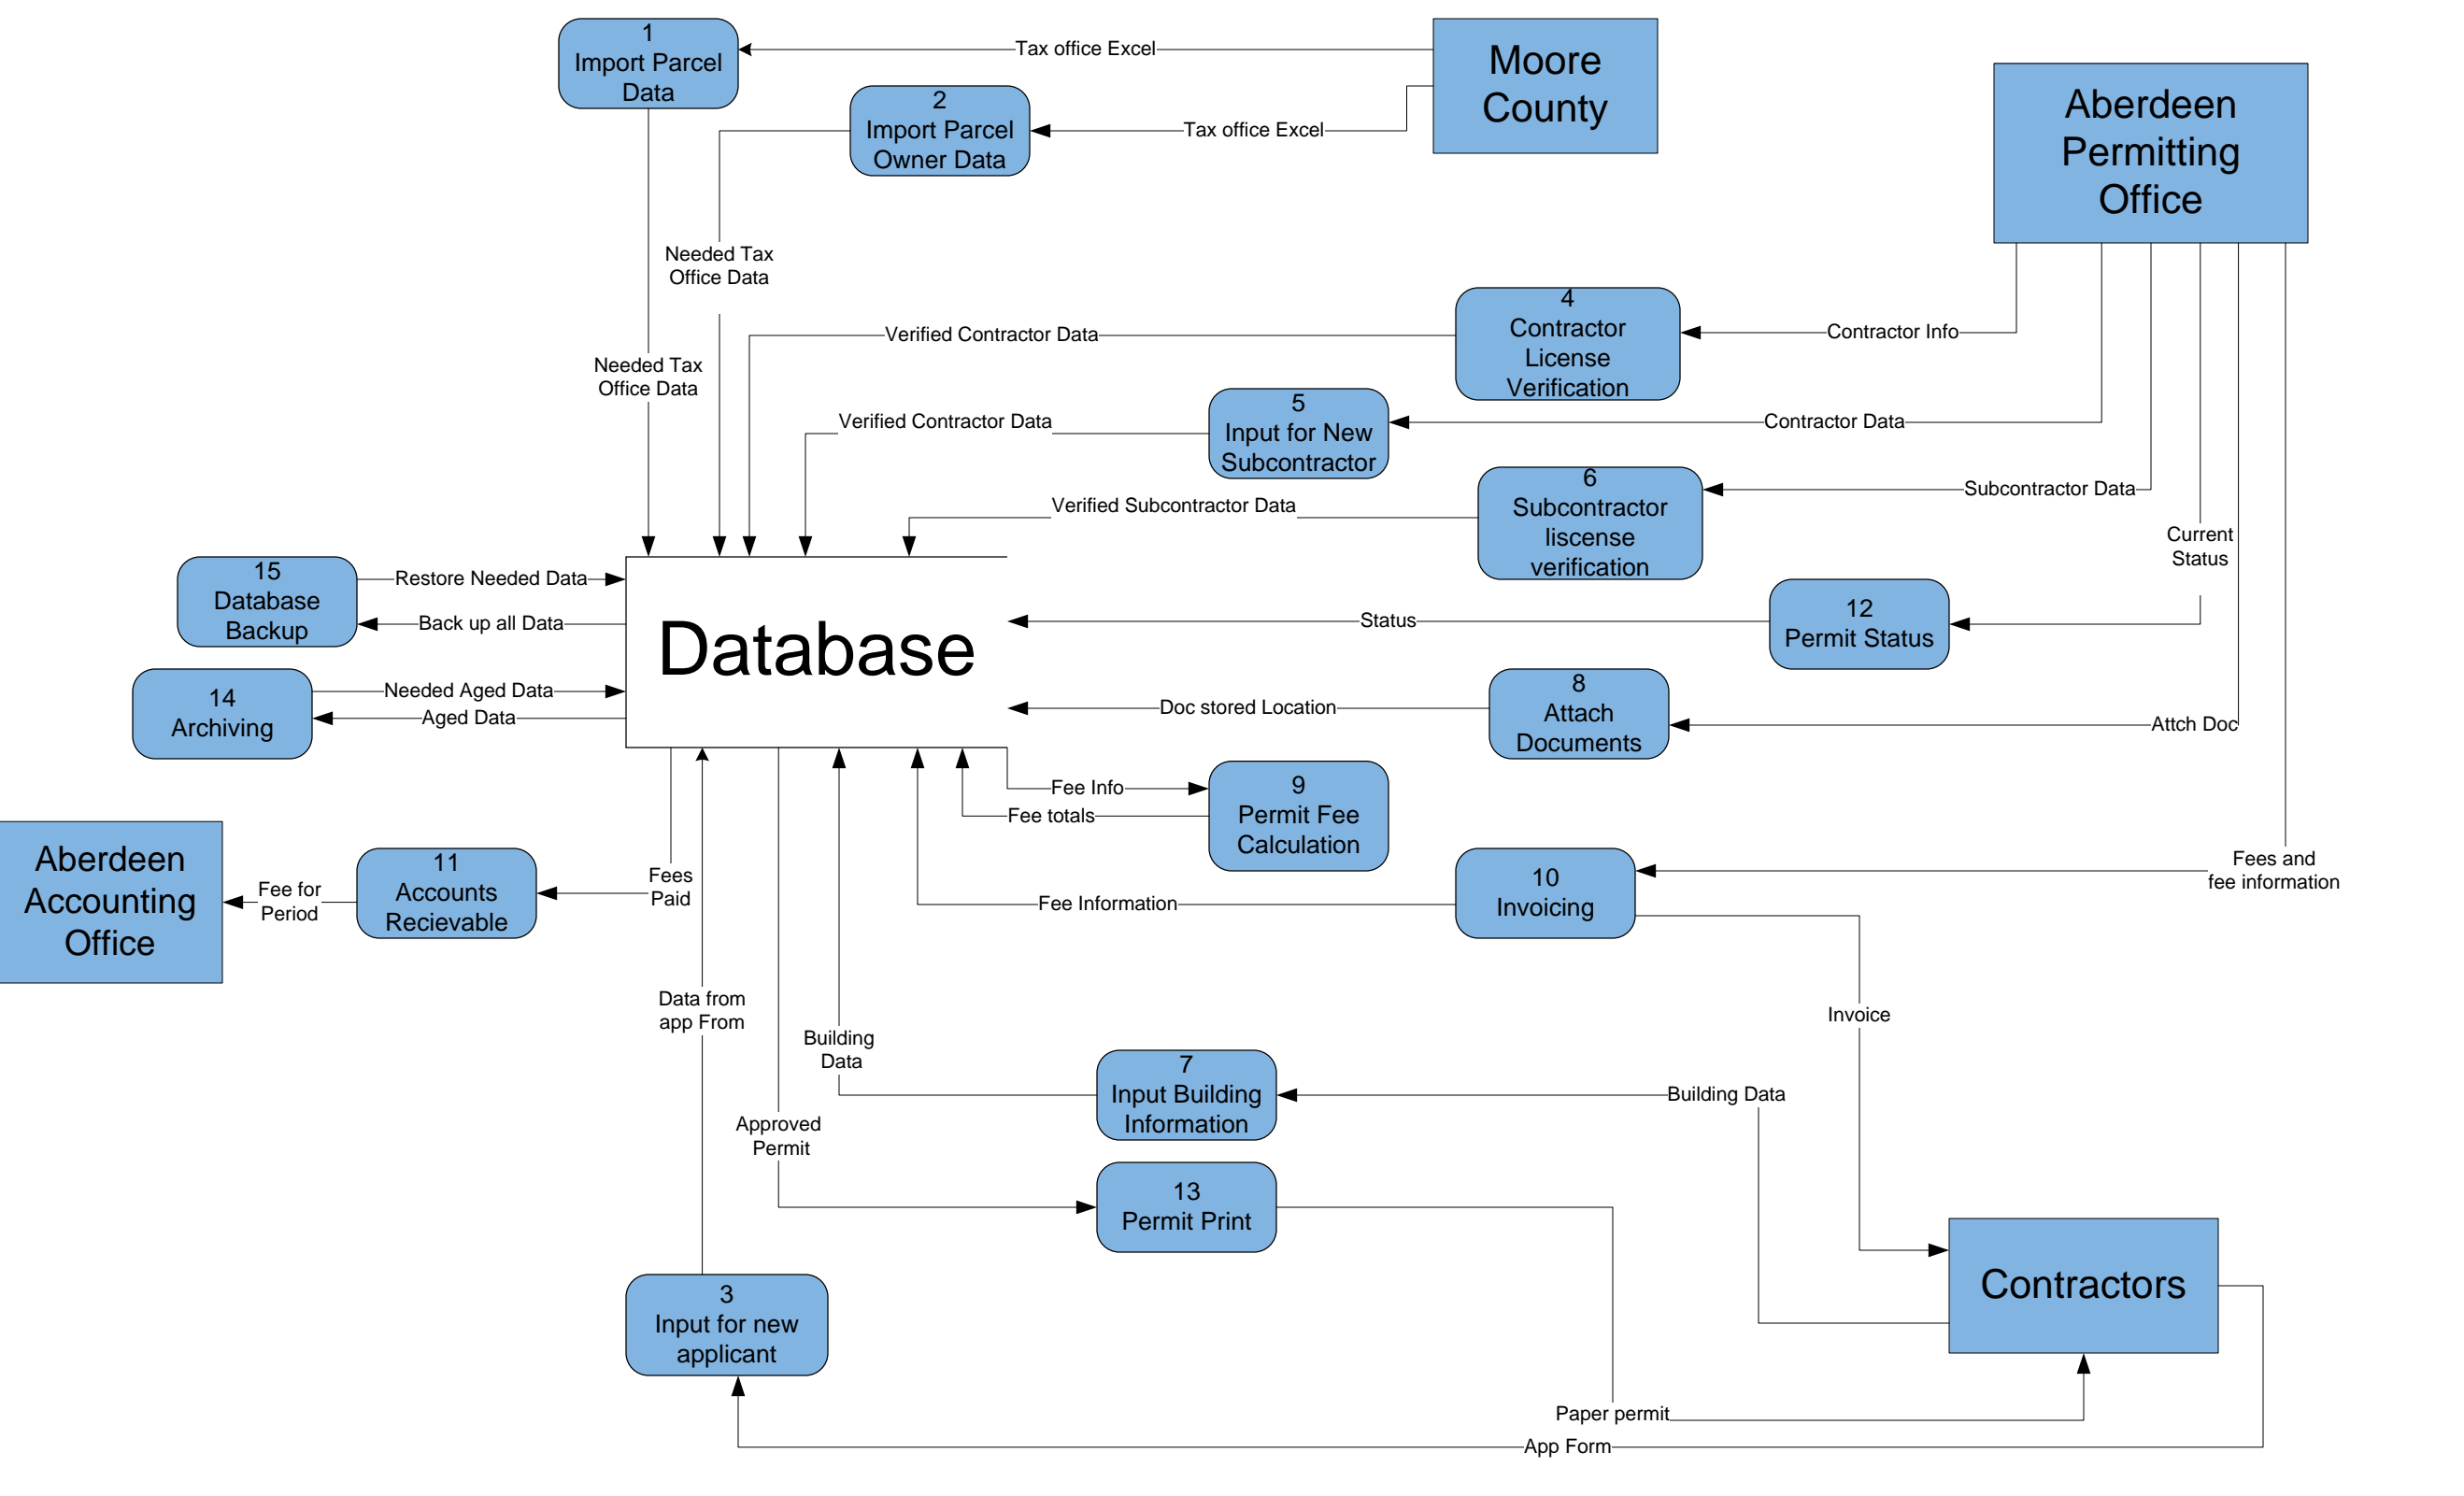 1
Import Parcel
Data
Tax office Excel
Moore
County
2
Import Parcel
Owner Data
Tax office Excel
Aberdeen
Permitting
Office
Needed Tax
Office Data
Needed Tax
Office Data
4
Contractor
License
Verification
Contractor Info
Verified Contractor Data
5
Input for New
Subcontractor
Contractor Data
Verified Contractor Data
6
Subcontractor
liscense
verification
Subcontractor Data
Verified Subcontractor Data
Current
Status
15
Database
Backup
Restore Needed Data
Back up all Data
Database
Status
12
Permit Status
14
Archiving
Needed Aged Data
Aged Data
Doc stored Location
8
Attach
Documents
Attch Doc
Fee Info
Fee totals
9
Permit Fee
Calculation
Aberdeen
Accounting
Office
Fee for
Period
11
Accounts
Recievable
Fees
Paid
Fee Information
10
Invoicing
Fees and
fee information
Data from
app From
Building
Data
Invoice
7
Input Building
Information
Building Data
Approved
Permit
13
Permit Print
3
Input for new
applicant
Contractors
Paper permit
App Form